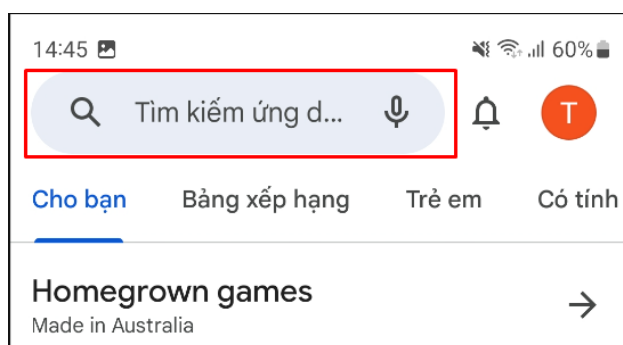 14:45 60%
Tìm kiếm ứng d... T
Cho bạn Bảng xếp hạng Trẻ em Có tính
Homegrown games
Made in Australia